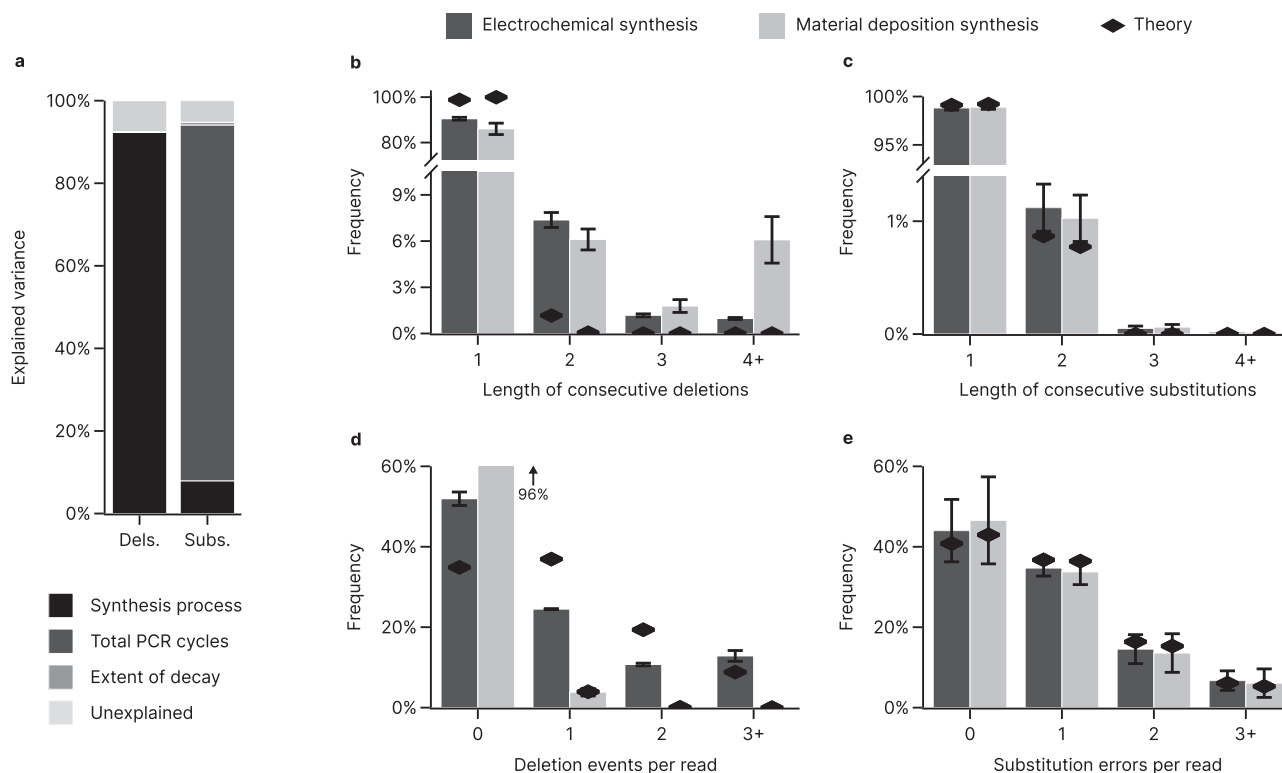 Electrochemical synthesis
Material deposition synthesis
Theory
a
100%
80%
60%
40%
20%
0%
Explained variance
Dels.
Subs.
Synthesis process
Total PCR cycles
Extent of decay
Unexplained
b
100%
80%
9%
6%
3%
0%
Frequency
1
2
3
4+
Length of consecutive deletions
c
100%
95%
1%
0%
Frequency
1
2
3
4+
Length of consecutive substitutions
d
60%
40%
20%
0%
Frequency
96%
0
1
2
3+
Deletion events per read
e
60%
40%
20%
0%
Frequency
0
1
2
3+
Substitution errors per read